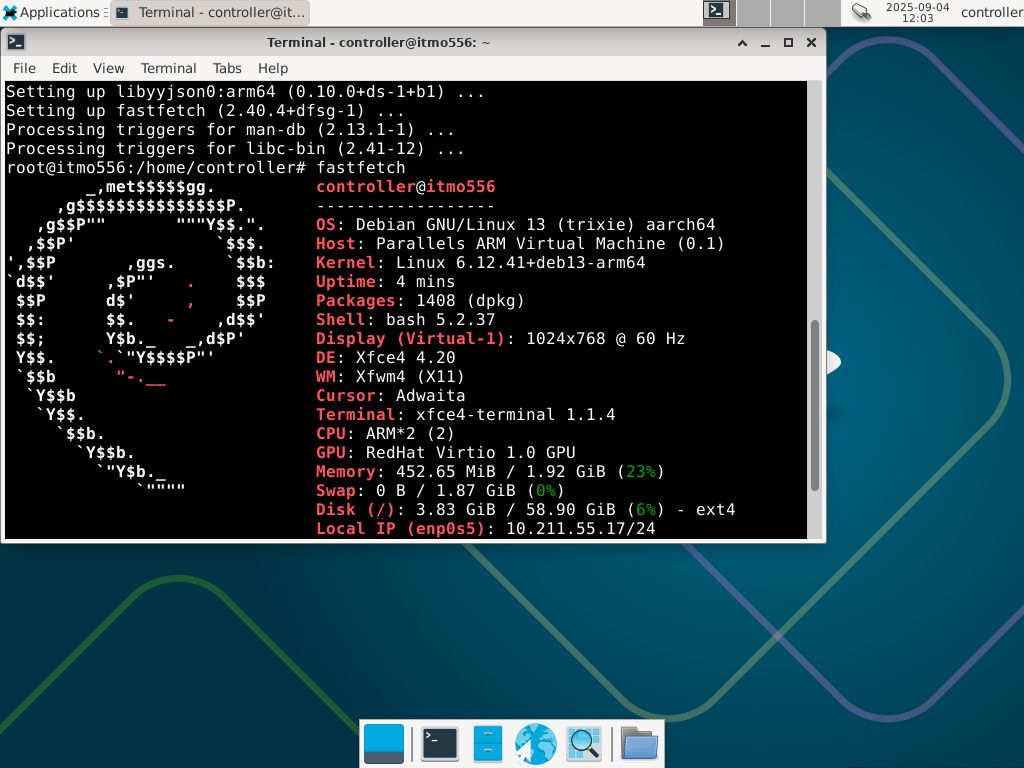 Applications
Terminal - controller@it...
2025-09-04
12:03
controller
Terminal - controller@itmo556: ~
File Edit View Terminal Tabs Help
Setting up libyyjson0:arm64 (0.10.0+ds-1+b1) ...
Setting up fastfetch (2.40.4+dfsg-1) ...
Processing triggers for man-db (2.13.1-1) ...
Processing triggers for libc-bin (2.41-12) ...
root@itmo556:/home/controller# fastfetch
        _,met$$$$$gg.          controller@itmo556
     ,g$$$$$$$$$$$$$$$P.       ------------------
   ,g$$P""       """Y$$.".     OS: Debian GNU/Linux 13 (trixie) aarch64
  ,$$P'              `$$$.     Host: Parallels ARM Virtual Machine (0.1)
',$$P       ,ggs.     `$$b:    Kernel: Linux 6.12.41+deb13-arm64
`d$$'     ,$P"'   .    $$$     Uptime: 4 mins
 $$P      d$'     ,    $$P     Packages: 1408 (dpkg)
 $$:      $$.   -    ,d$$'     Shell: bash 5.2.37
 $$;      Y$b._   _,d$P'       Display (Virtual-1): 1024x768 @ 60 Hz
 Y$$.    `.`"Y$$$$P"'          DE: Xfce4 4.20
 `$$b      "-.__               WM: Xfwm4 (X11)
  `Y$$b                        Cursor: Adwaita
   `Y$$.                       Terminal: xfce4-terminal 1.1.4
     `$$b.                     CPU: ARM*2 (2)
       `Y$$b.                  GPU: RedHat Virtio 1.0 GPU
         `"Y$b._               Memory: 452.65 MiB / 1.92 GiB (23%)
             `""""             Swap: 0 B / 1.87 GiB (0%)
                               Disk (/): 3.83 GiB / 58.90 GiB (6%) - ext4
                               Local IP (enp0s5): 10.211.55.17/24